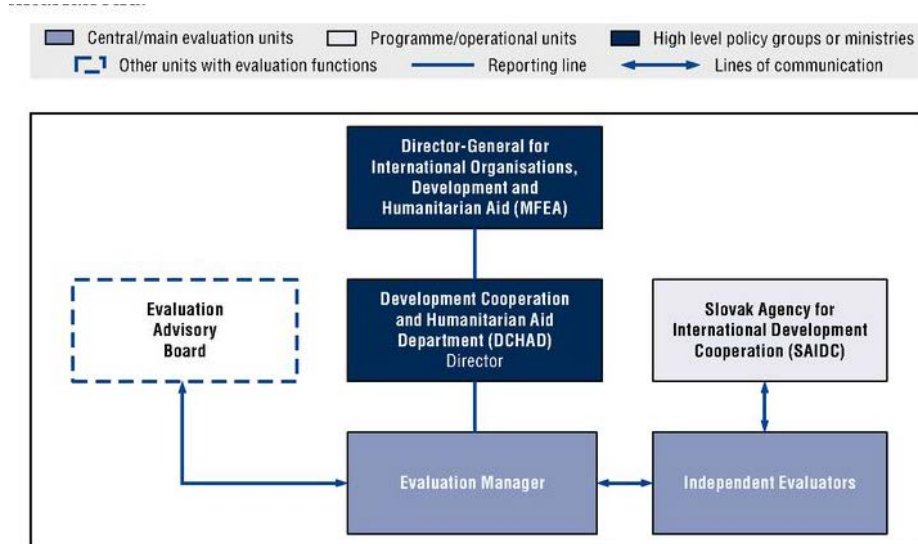 Central/main evaluation units Programme/operational units High level policy groups or ministries
Other units with evaluation functions Reporting line Lines of communication
Director-General for
International Organisations,
Development and
Humanitarian Aid (MFEA)
Evaluation
Advisory
Board
Development Cooperation
and Humanitarian Aid
Department (DCHAD)
Director
Slovak Agency for
International Development
Cooperation (SAIDC)
Evaluation Manager
Independent Evaluators